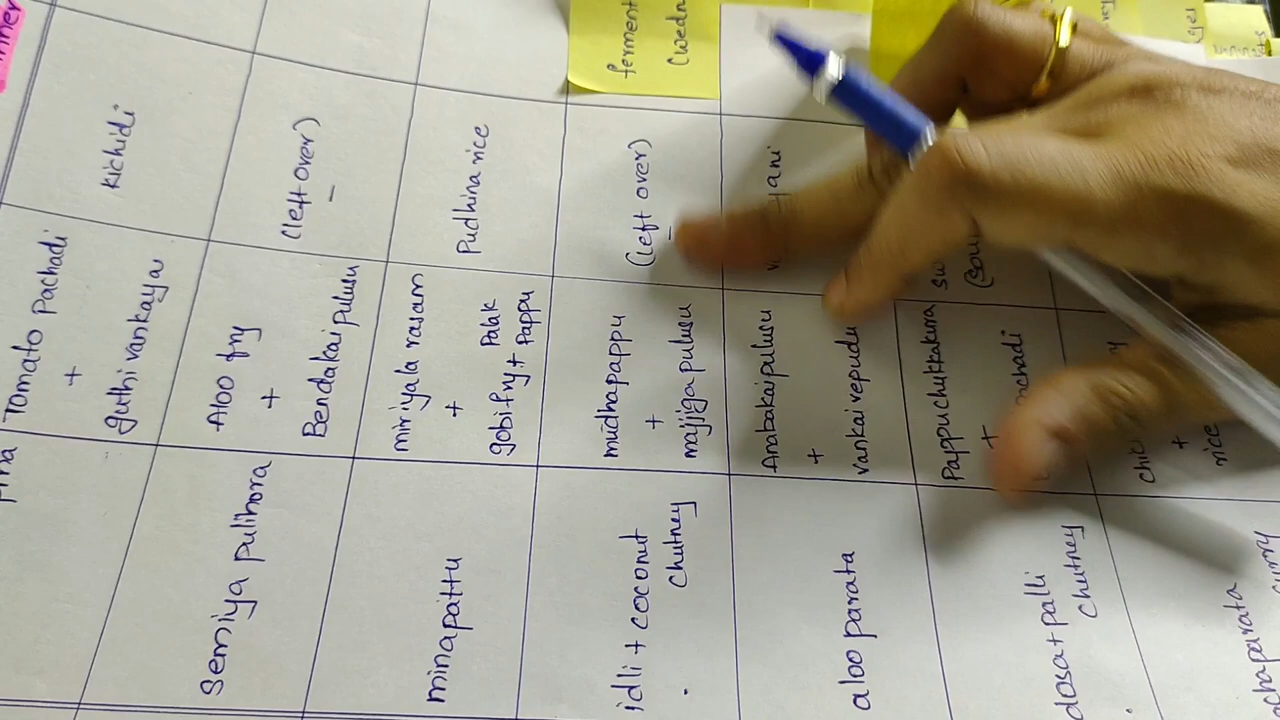 Tomato Pachadi
+
guthi vankaya
kichidi
Semiya pulihora
Aloo fry
+
Bendakai pulusu
(left over)
-
minapattu
miriyala rasam
+
gobi fry + Palak
Pappu
Pudhina rice
idli + coconut
chutney
mudhapappu
+
majjiga pulusu
(left over)
-
ferment
aloo parata
Anabakai pulusu
+
vankai vepudu
dosa + palli
chutney
Pappuchukkakura
+
+
rice